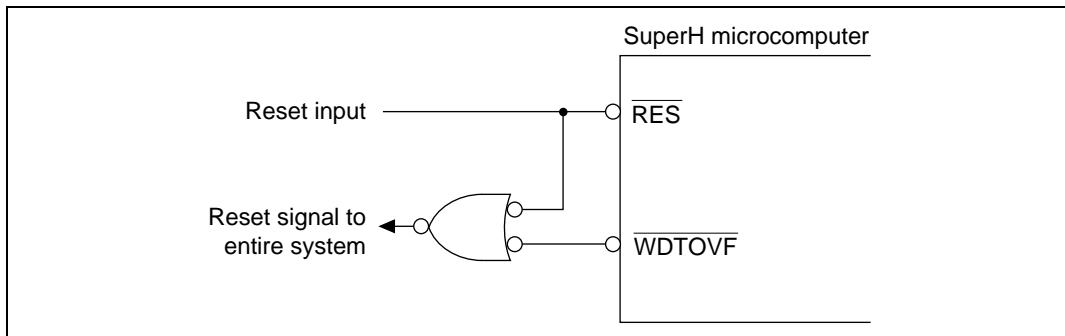 SuperH microcomputer
Reset input
RES
Reset signal to
entire system
WDTOVF